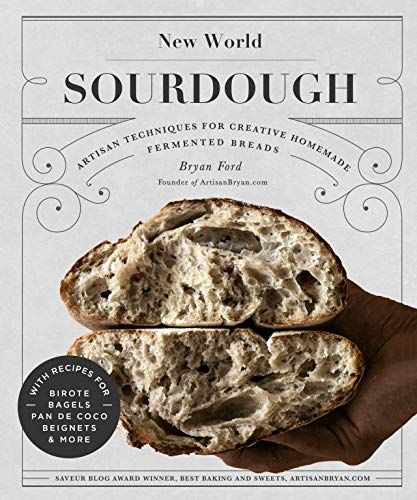 New World
SOURDOUGH
ARTISAN TECHNIQUES FOR CREATIVE HOMEMADE
FERMENTED BREADS
Bryan Ford
Founder of ArtisanBryan.com
WITH RECIPES FOR
BIROTE
BAGELS
PAN DE COCO
BEIGNETS
& MORE
SAVEUR BLOG AWARD WINNER, BEST BAKING AND SWEETS, ARTISANBRYAN.COM